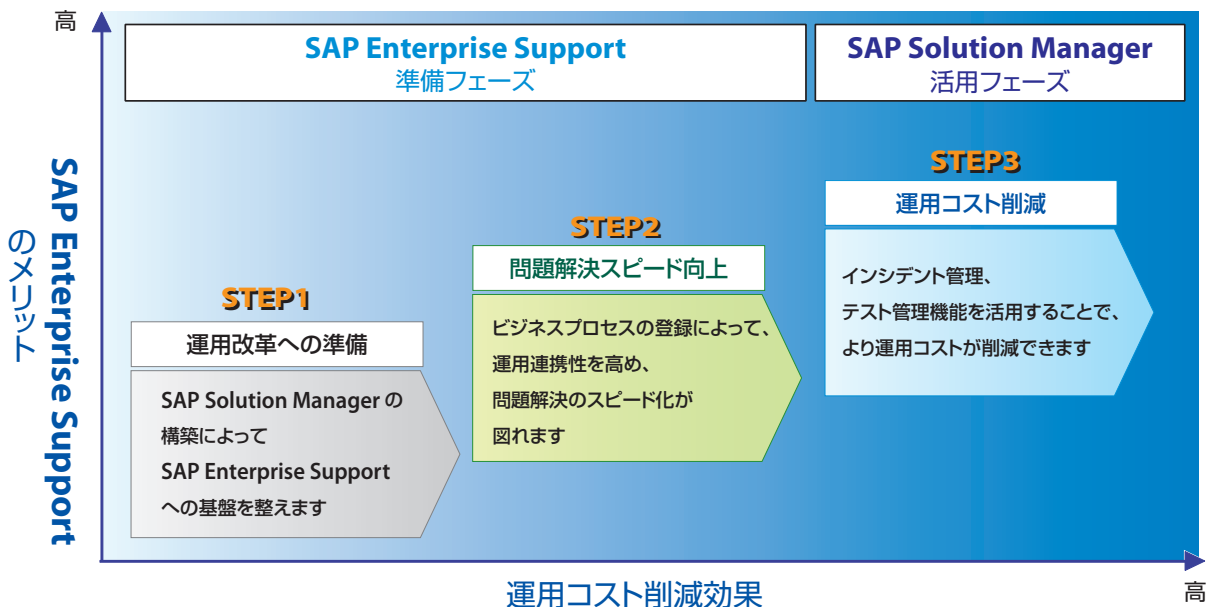 高
SAP Enterprise Support
準備フェーズ
SAP Solution Manager
活用フェーズ
SAP Enterprise Support
のメリット
STEP1
運用改革への準備
SAP Solution Manager の
構築によって
SAP Enterprise Support
への基盤を整えます
STEP2
問題解決スピード向上
ビジネスプロセスの登録によって、
運用連携性を高め、
問題解決のスピード化が
図れます
STEP3
運用コスト削減
インシデント管理、
テスト管理機能を活用することで、
より運用コストが削減できます
運用コスト削減効果
高